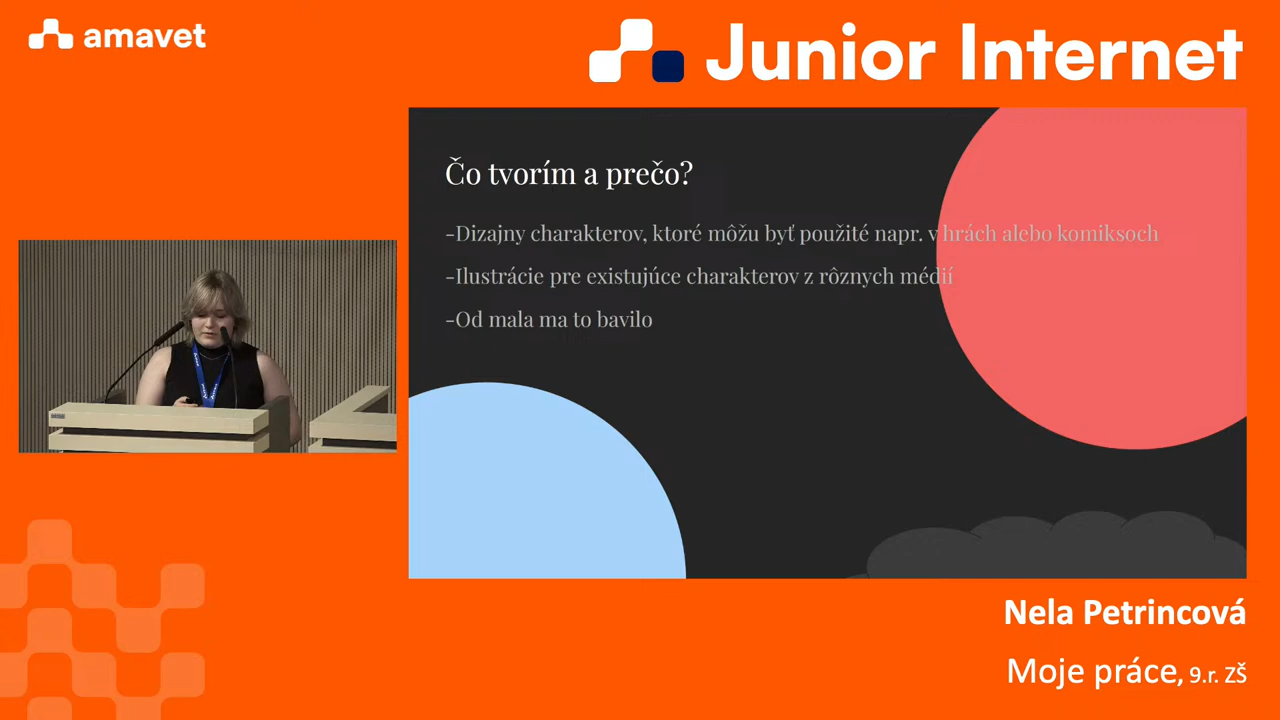 amavet
Junior Internet
Čo tvorím a prečo?
-Dizajny charakterov, ktoré môžu byť použité napr. v hrách alebo komiksoch
-Ilustrácie pre existujúce charakterov z rôznych médií
-Od mala ma to bavilo
Nela Petrincová
Moje práce, 9.r. ZŠ